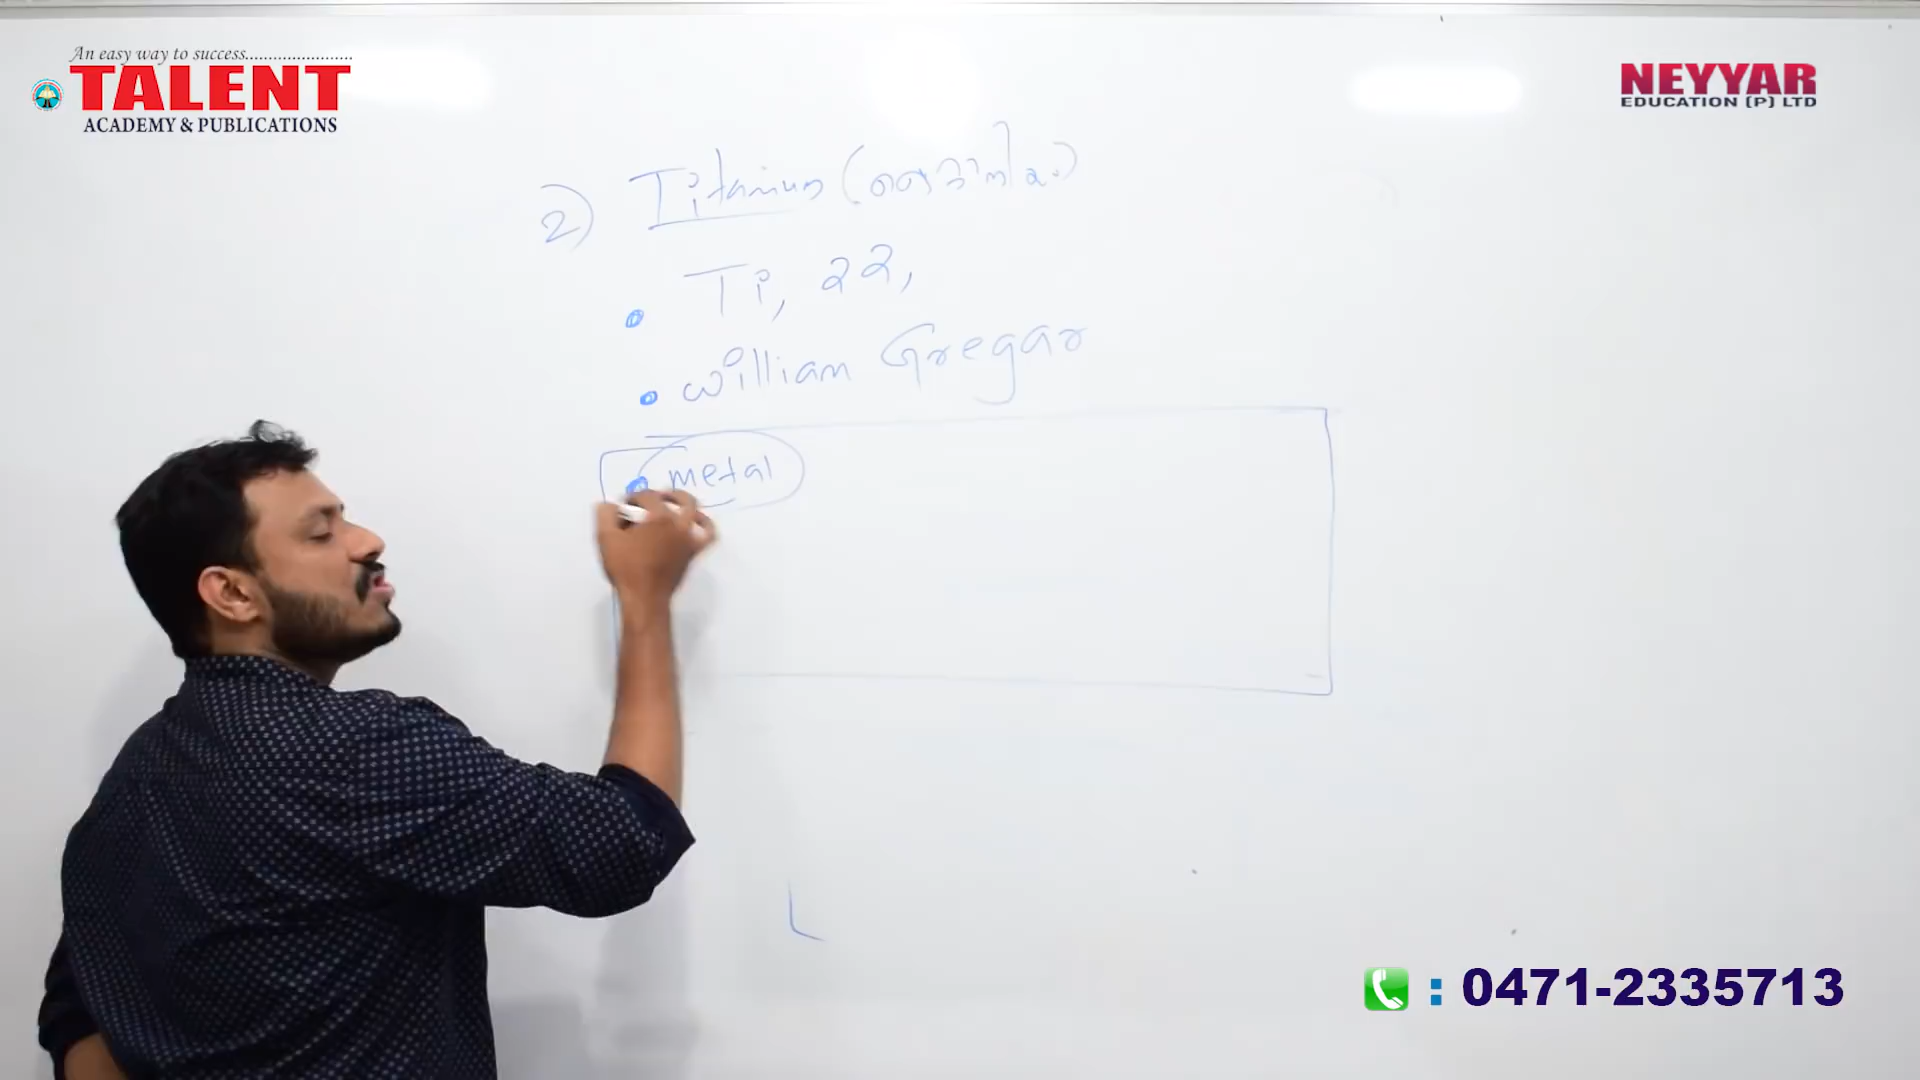 An easy way to success......................
TALENT
ACADEMY & PUBLICATIONS
NEYYAR
EDUCATION (P) LTD
2) Titanium (ടൈറ്റാനിയം)
Ti, 22,
William Gregar
metal
: 0471-2335713